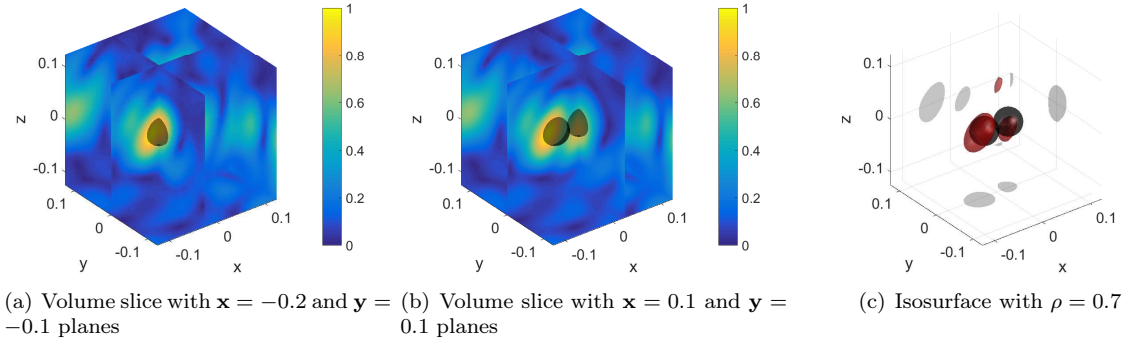 1
0.8
0.6
0.4
0.2
0
0.1
0
-0.1
z
0.1
0
-0.1
y
-0.1
0
0.1
x
1
0.8
0.6
0.4
0.2
0
0.1
0
-0.1
z
0.1
0
-0.1
y
-0.1
0
0.1
x
0.1
0
-0.1
z
0.1
0
-0.1
y
-0.1
0
0.1
x
(a) Volume slice with x = −0.2 and y =
−0.1 planes
(b) Volume slice with x = 0.1 and y =
0.1 planes
(c) Isosurface with ρ = 0.7